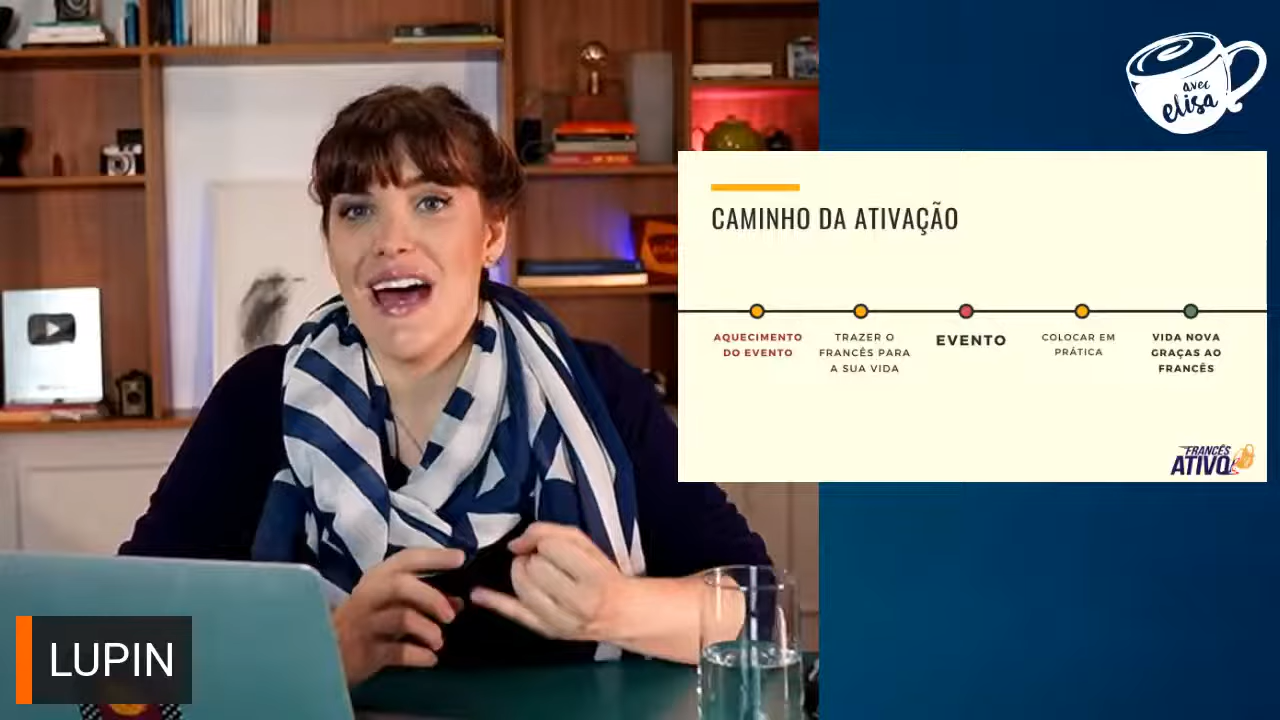 avec
elisa
CAMINHO DA ATIVAÇÃO
AQUECIMENTO
DO EVENTO
TRAZER O
FRANCÊS PARA
A SUA VIDA
EVENTO
COLOCAR EM
PRÁTICA
VIDA NOVA
GRAÇAS AO
FRANCÊS
FRANCÊS
ATIVO
LUPIN